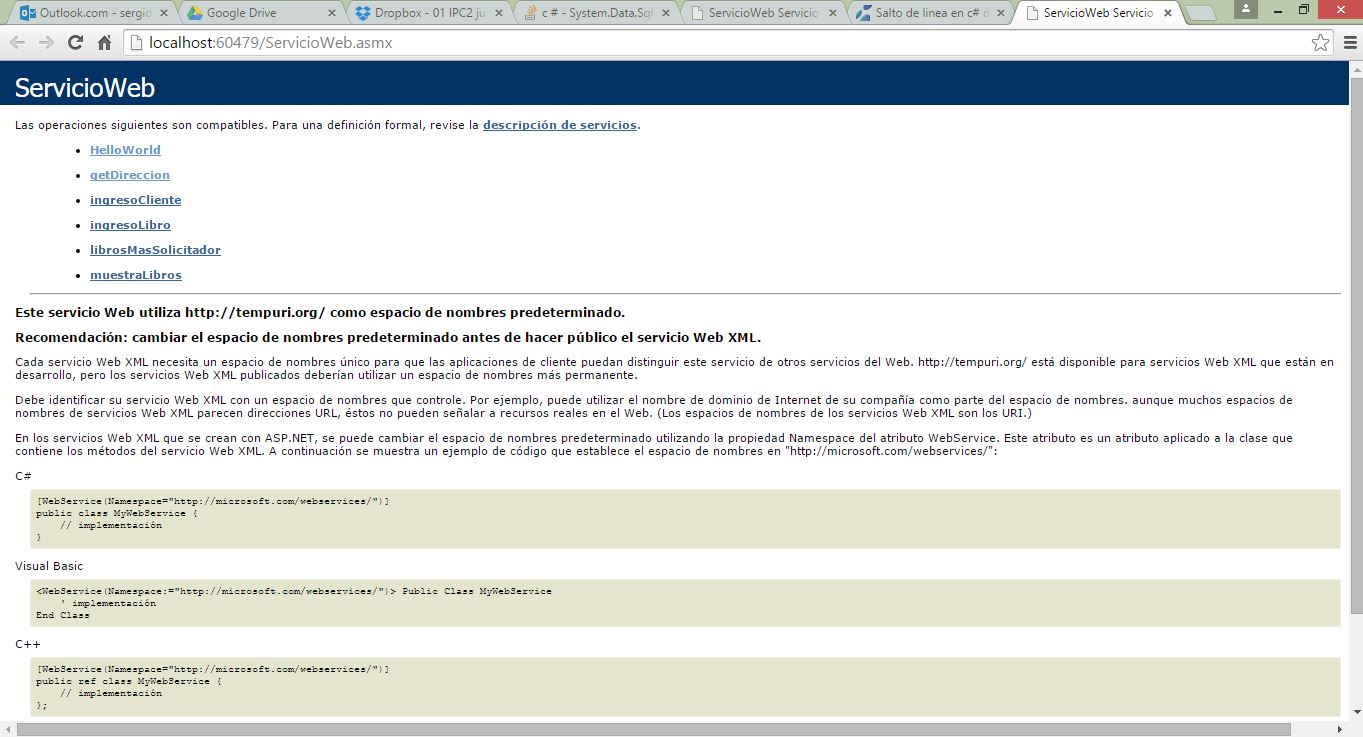 Outlook.com - sergio
Google Drive
Dropbox - 01 IPC2 ju
c # - System.Data.Sql
ServicioWeb Servicio
Salto de linea en c# d
ServicioWeb Servicio
localhost:60479/ServicioWeb.asmx
ServicioWeb
Las operaciones siguientes son compatibles. Para una definición formal, revise la descripción de servicios.
HelloWorld
getDireccion
ingresoCliente
ingresoLibro
librosMasSolicitador
muestraLibros
Este servicio Web utiliza http://tempuri.org/ como espacio de nombres predeterminado.
Recomendación: cambiar el espacio de nombres predeterminado antes de hacer público el servicio Web XML.
Cada servicio Web XML necesita un espacio de nombres único para que las aplicaciones de cliente puedan distinguir este servicio de otros servicios del Web. http://tempuri.org/ está disponible para servicios Web XML que están en
desarrollo, pero los servicios Web XML publicados deberían utilizar un espacio de nombres más permanente.
Debe identificar su servicio Web XML con un espacio de nombres que controle. Por ejemplo, puede utilizar el nombre de dominio de Internet de su compañía como parte del espacio de nombres. aunque muchos espacios de
nombres de servicios Web XML parecen direcciones URL, éstos no pueden señalar a recursos reales en el Web. (Los espacios de nombres de los servicios Web XML son los URI.)
En los servicios Web XML que se crean con ASP.NET, se puede cambiar el espacio de nombres predeterminado utilizando la propiedad Namespace del atributo WebService. Este atributo es un atributo aplicado a la clase que
contiene los métodos del servicio Web XML. A continuación se muestra un ejemplo de código que establece el espacio de nombres en "http://microsoft.com/webservices/":
C#
[WebService(Namespace="http://microsoft.com/webservices/")]
public class MyWebService {
// implementación
}
Visual Basic
<WebService(Namespace:="http://microsoft.com/webservices/")> Public Class MyWebService
' implementación
End Class
C++
[WebService(Namespace="http://microsoft.com/webservices/")]
public ref class MyWebService {
// implementación
};